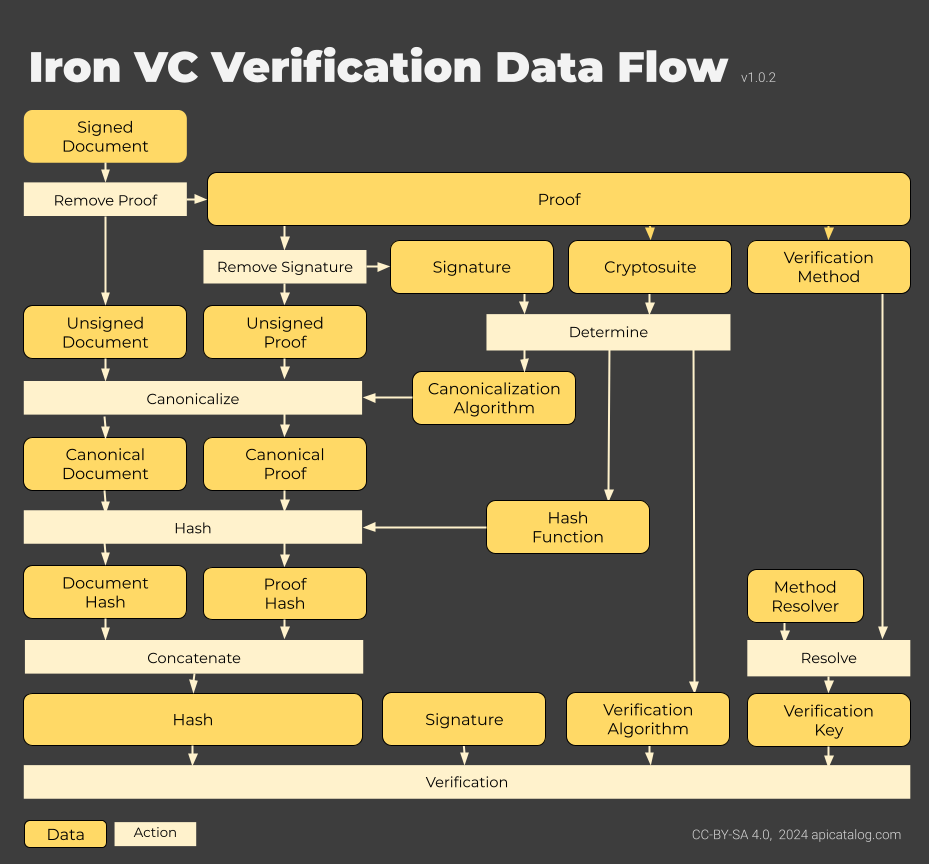 Iron VC Verification Data Flow v1.0.2
Signed
Document
Remove Proof
Proof
Remove Signature
Signature
Cryptosuite
Verification
Method
Unsigned
Document
Unsigned
Proof
Determine
Canonicalize
Canonicalization
Algorithm
Canonical
Document
Canonical
Proof
Hash
Hash
Function
Document
Hash
Proof
Hash
Method
Resolver
Concatenate
Resolve
Hash
Signature
Verification
Algorithm
Verification
Key
Verification
Data
Action
CC-BY-SA 4.0, 2024 apicatalog.com